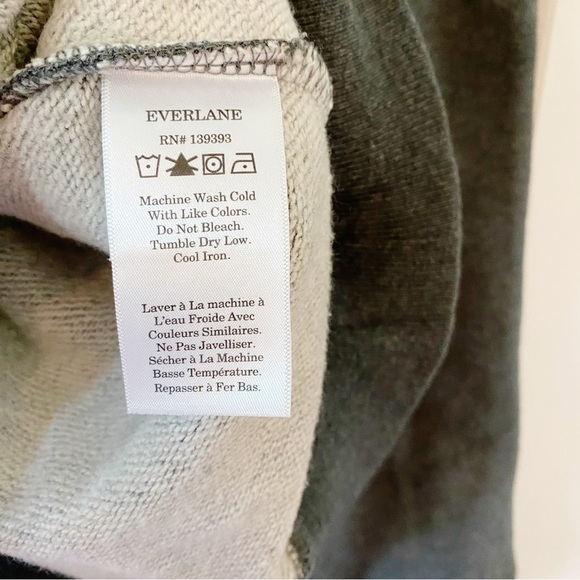 EVERLANE
RN# 139393
Machine Wash Cold
With Like Colors.
Do Not Bleach.
Tumble Dry Low.
Cool Iron.
Laver à La machine à
L'eau Froide Avec
Couleurs Similaires.
Ne Pas Javelliser.
Sécher à La Machine
Basse Température.
Repasser à Fer Bas.